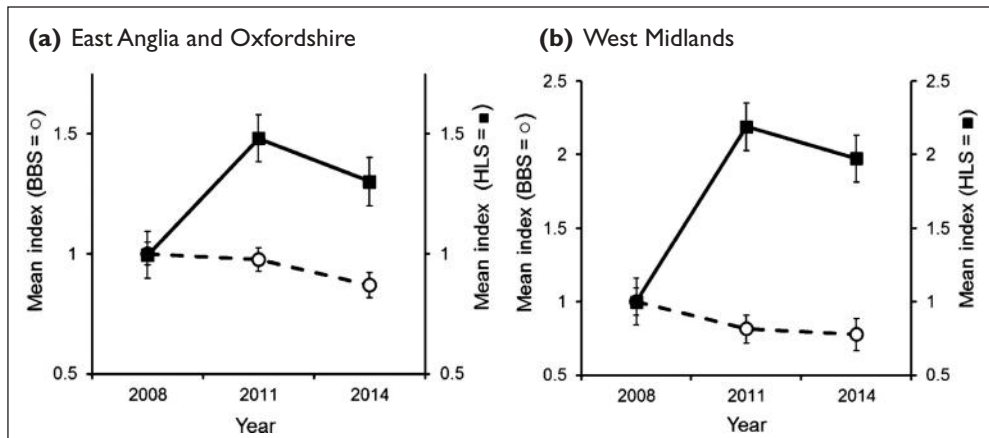 (a) East Anglia and Oxfordshire
Mean index (BBS = ○)
1.5
1
0.5
1.5
1
0.5
Mean index (HLS = ■)
2008 2011 2014
Year
(b) West Midlands
Mean index (BBS = ○)
2.5
2
1.5
1
0.5
2.5
2
1.5
1
0.5
Mean index (HLS = ■)
2008 2011 2014
Year